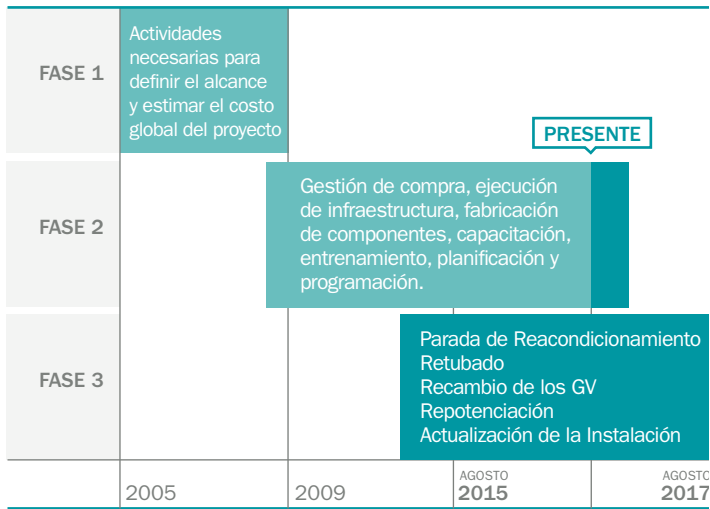 FASE 1
Actividades
necesarias para
definir el alcance
y estimar el costo
global del proyecto
PRESENTE
FASE 2
Gestión de compra, ejecución
de infraestructura, fabricación
de componentes, capacitación,
entrenamiento, planificación y
programación.
FASE 3
Parada de Reacondicionamiento
Retubado
Recambio de los GV
Repotenciación
Actualización de la Instalación
2005
2009
AGOSTO
2015
AGOSTO
2017